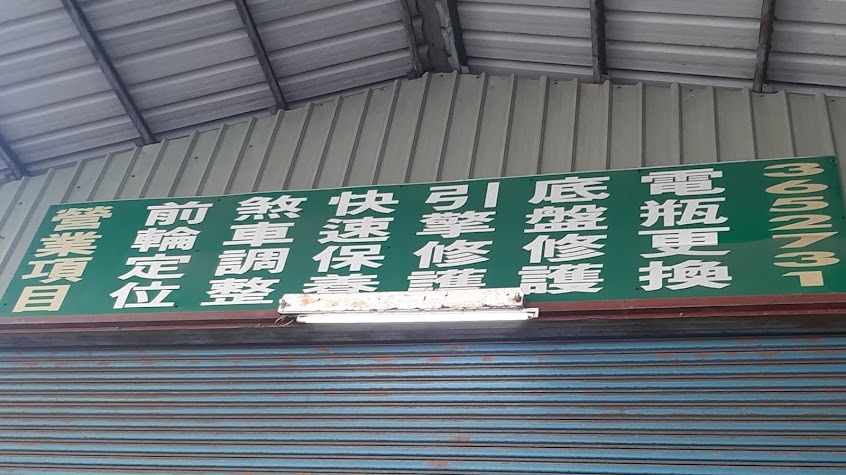 營業項目
前輪定位
煞車調整
快速保養
引擎修護
底盤修護
電瓶更換
3652731